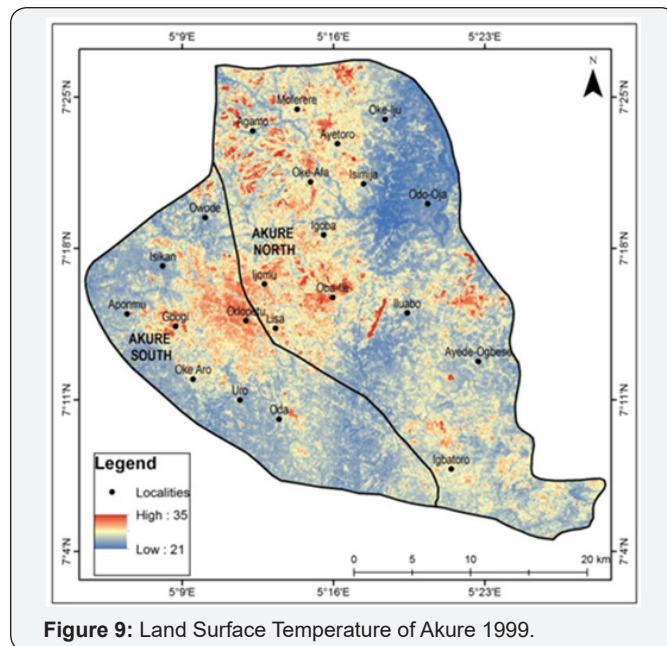 5°9'E 5°16'E 5°23'E
N
7°25'N 7°25'N
Moferere
Oke-Iju
Agamo
Ayetoro
Oke-Afa Isimija
Odo-Oja
Owode
Igoba
AKURE
NORTH
7°18'N 7°18'N
Isikan
Ijomu
Oba-Ile
Aponmu
Iluabo
Gbogi
Odopetu
Lisa
AKURE
SOUTH
Ayede-Ogbese
Oke Aro
Uro
7°11'N 7°11'N
Oda
Igbatoro
Legend
Localities
High : 35
Low : 21
0 5 10 20 km
7°4'N 7°4'N
5°9'E 5°16'E 5°23'E
Figure 9: Land Surface Temperature of Akure 1999.